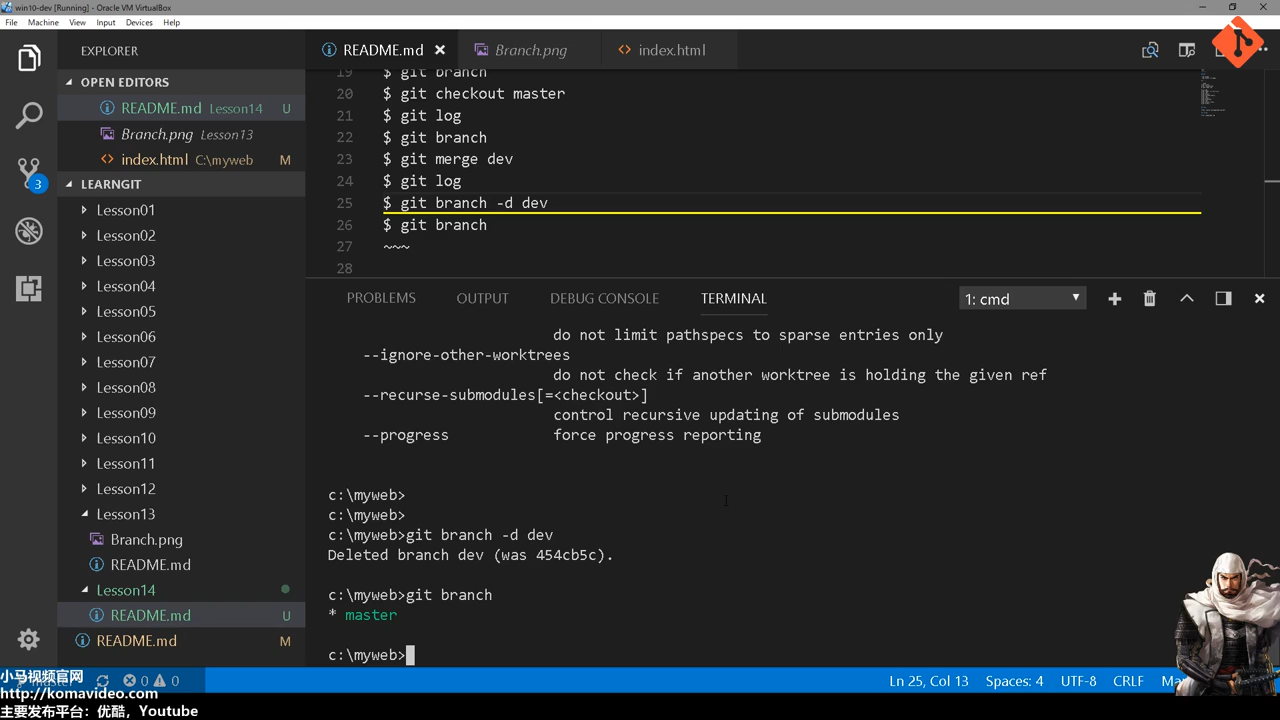 win10-dev [Running] - Oracle VM VirtualBox
File Machine View Input Devices Help
EXPLORER
OPEN EDITORS
README.md Lesson14 U
Branch.png Lesson13
index.html C:\myweb M
LEARNGIT
Lesson01
Lesson02
Lesson03
Lesson04
Lesson05
Lesson06
Lesson07
Lesson08
Lesson09
Lesson10
Lesson11
Lesson12
Lesson13
Branch.png
README.md
Lesson14
README.md U
README.md M
3
README.md Branch.png index.html
19 $ git branch
20 $ git checkout master
21 $ git log
22 $ git branch
23 $ git merge dev
24 $ git log
25 $ git branch -d dev
26 $ git branch
27 ~~~
28
PROBLEMS OUTPUT DEBUG CONSOLE TERMINAL 1: cmd
do not limit pathspecs to sparse entries only
--ignore-other-worktrees
do not check if another worktree is holding the given ref
--recurse-submodules[=<checkout>]
control recursive updating of submodules
--progress force progress reporting
c:\myweb>
c:\myweb>
c:\myweb>git branch -d dev
Deleted branch dev (was 454cb5c).
c:\myweb>git branch
* master
c:\myweb>
0 0 Ln 25, Col 13 Spaces: 4 UTF-8 CRLF
小马视频官网
http://komavideo.com
主要发布平台：优酷，Youtube